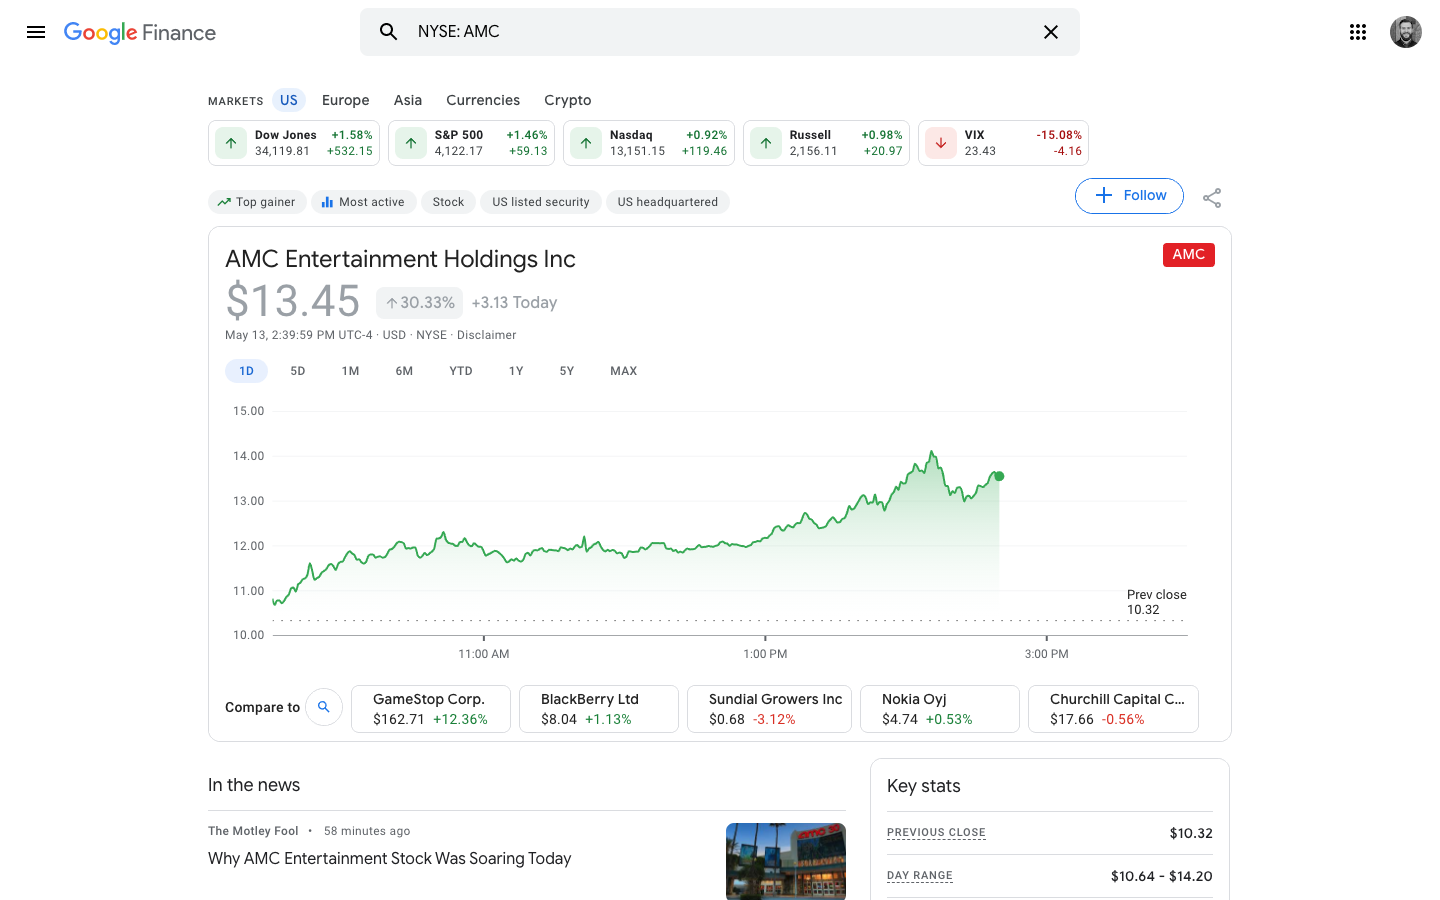 Google Finance
NYSE: AMC
MARKETS US Europe Asia Currencies Crypto
Dow Jones +1.58%
34,119.81 +532.15
S&P 500 +1.46%
4,122.17 +59.13
Nasdaq +0.92%
13,151.15 +119.46
Russell +0.98%
2,156.11 +20.97
VIX -15.08%
23.43 -4.16
Top gainer Most active Stock US listed security US headquartered
Follow
AMC Entertainment Holdings Inc
AMC
$13.45 ↑30.33% +3.13 Today
May 13, 2:39:59 PM UTC-4 · USD · NYSE · Disclaimer
1D 5D 1M 6M YTD 1Y 5Y MAX
15.00
14.00
13.00
12.00
11.00
10.00
Prev close
10.32
11:00 AM 1:00 PM 3:00 PM
Compare to
GameStop Corp.
$162.71 +12.36%
BlackBerry Ltd
$8.04 +1.13%
Sundial Growers Inc
$0.68 -3.12%
Nokia Oyj
$4.74 +0.53%
Churchill Capital C...
$17.66 -0.56%
In the news
The Motley Fool • 58 minutes ago
Why AMC Entertainment Stock Was Soaring Today
amc 30
Key stats
PREVIOUS CLOSE $10.32
DAY RANGE $10.64 - $14.20